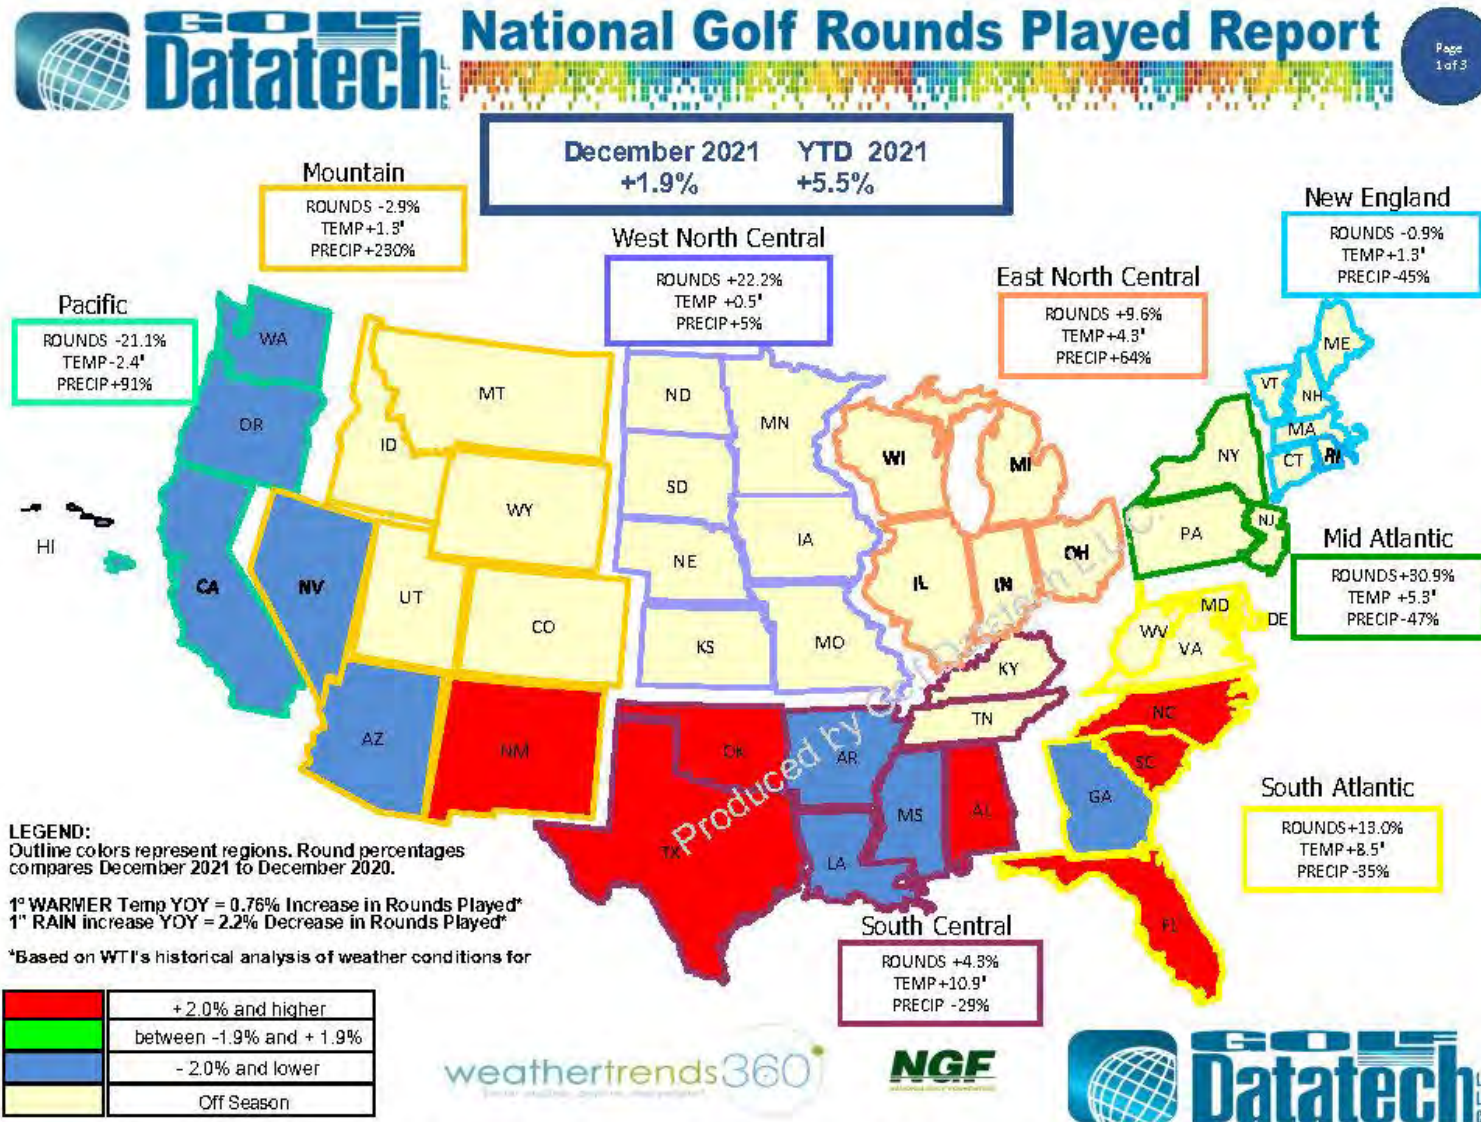 GOLF
Datatech L.L.C.
National Golf Rounds Played Report
Page
1 of 3
December 2021 YTD 2021
+1.9% +5.5%
Mountain
ROUNDS -2.9%
TEMP+1.3°
PRECIP+230%
New England
ROUNDS -0.9%
TEMP+1.3°
PRECIP-45%
West North Central
ROUNDS +22.2%
TEMP +0.5°
PRECIP+5%
East North Central
ROUNDS +9.6%
TEMP+4.3°
PRECIP+64%
Pacific
ROUNDS -21.1%
TEMP-2.4°
PRECIP+91%
WA
MT
ND
MN
ME
VT
NH
OR
ID
WI
MI
NY
MA
CT
RI
SD
WY
IA
PA
NJ
HI
CA
NV
UT
CO
NE
IL
IN
OH
Mid Atlantic
ROUNDS+30.9%
TEMP +5.3°
PRECIP-47%
KS
MO
WV
MD
DE
VA
KY
TN
NC
SC
AZ
NM
OK
AR
TX
LA
MS
AL
GA
FL
Produced by Golf Datatech L.L.C.
South Atlantic
ROUNDS+13.0%
TEMP+8.5°
PRECIP-35%
South Central
ROUNDS +4.3%
TEMP+10.9°
PRECIP -29%
LEGEND:
Outline colors represent regions. Round percentages
compares December 2021 to December 2020.
1° WARMER Temp YOY = 0.76% Increase in Rounds Played*
1" RAIN increase YOY = 2.2% Decrease in Rounds Played*
*Based on WTI's historical analysis of weather conditions for
+2.0% and higher
between -1.9% and + 1.9%
- 2.0% and lower
Off Season
weathertrends360°
NGF
GOLF
Datatech